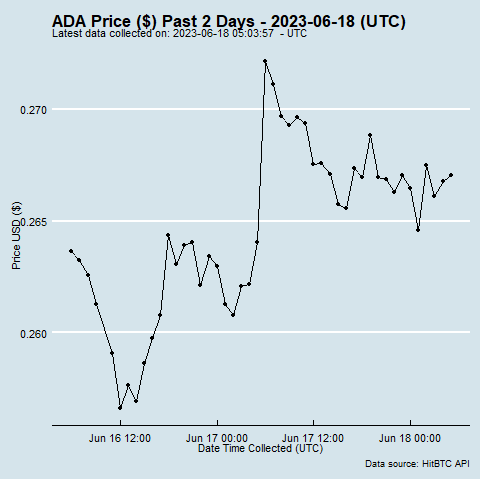 ADA Price ($) Past 2 Days - 2023-06-18 (UTC)
Latest data collected on: 2023-06-18 05:03:57 - UTC
0.270
0.265
0.260
Price USD ($)
Jun 16 12:00 Jun 17 00:00 Jun 17 12:00 Jun 18 00:00
Date Time Collected (UTC)
Data source: HitBTC API